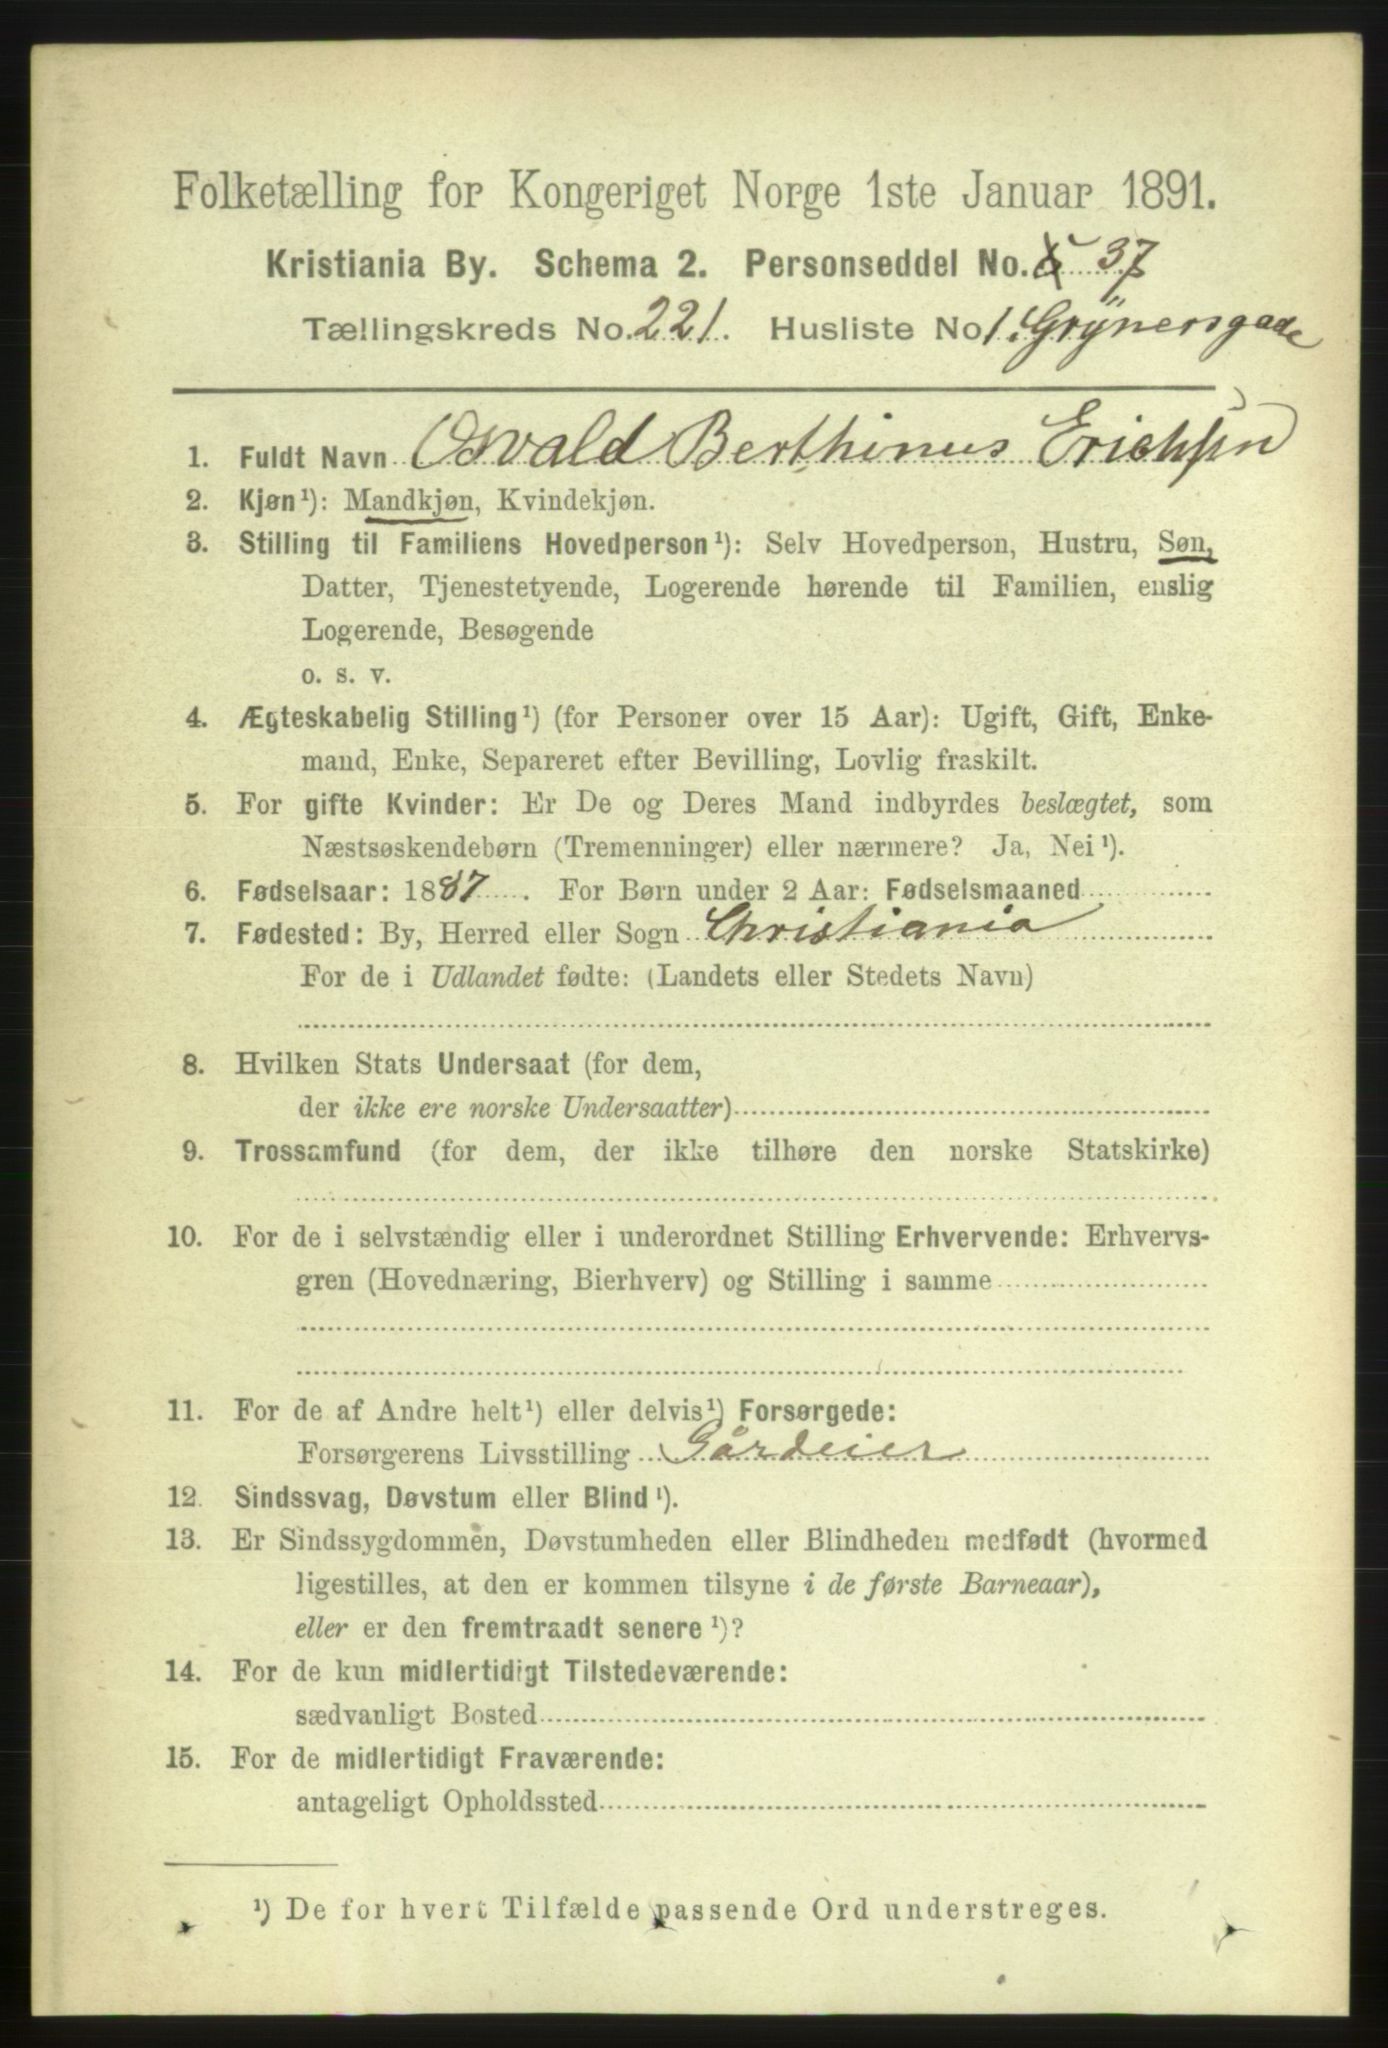 Folketælling for Kongeriget Norge 1ste Januar 1891.
Kristiania By. Schema 2. Personseddel No. 37
Tællingskreds No. 221. Husliste No 1. Grÿnersgade
1. Fuldt Navn Osvald Berthinus Erichsen
2. Kjøn¹): Mandkjøn, Kvindekjøn.
3. Stilling til Familiens Hovedperson¹): Selv Hovedperson, Hustru, Søn,
Datter, Tjenestetyende, Logerende hørende til Familien, enslig
Logerende, Besøgende
o. s. v.
4. Ægteskabelig Stilling¹) (for Personer over 15 Aar): Ugift, Gift, Enke-
mand, Enke, Separeret efter Bevilling, Lovlig fraskilt.
5. For gifte Kvinder: Er De og Deres Mand indbyrdes beslægtet, som
Næstsøskendebørn (Tremenninger) eller nærmere? Ja, Nei¹).
6. Fødselsaar: 1887. For Børn under 2 Aar: Fødselsmaaned
7. Fødested: By, Herred eller Sogn Christiania
For de i Udlandet fødte: (Landets eller Stedets Navn)
8. Hvilken Stats Undersaat (for dem,
der ikke ere norske Undersaatter)
9. Trossamfund (for dem, der ikke tilhøre den norske Statskirke)
10. For de i selvstændig eller i underordnet Stilling Erhvervende: Erhvervs-
gren (Hovednæring, Bierhverv) og Stilling i samme
11. For de af Andre helt¹) eller delvis¹) Forsørgede:
Forsørgerens Livsstilling Gårdeier
12. Sindssvag, Døvstum eller Blind¹).
13. Er Sindssygdommen, Døvstumheden eller Blindheden medfødt (hvormed
ligestilles, at den er kommen tilsyne i de første Barneaar),
eller er den fremtraadt senere¹)?
14. For de kun midlertidigt Tilstedeværende:
sædvanligt Bosted
15. For de midlertidigt Fraværende:
antageligt Opholdssted
¹) De for hvert Tilfælde passende Ord understreges.